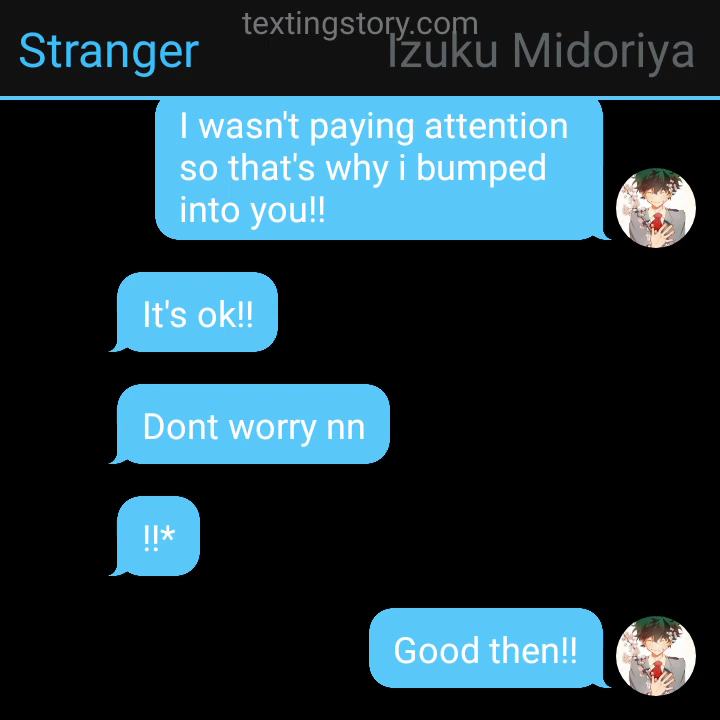 textingstory.com
Stranger
Izuku Midoriya
I wasn't paying attention
so that's why i bumped
into you!!
It's ok!!
Dont worry nn
!!*
Good then!!